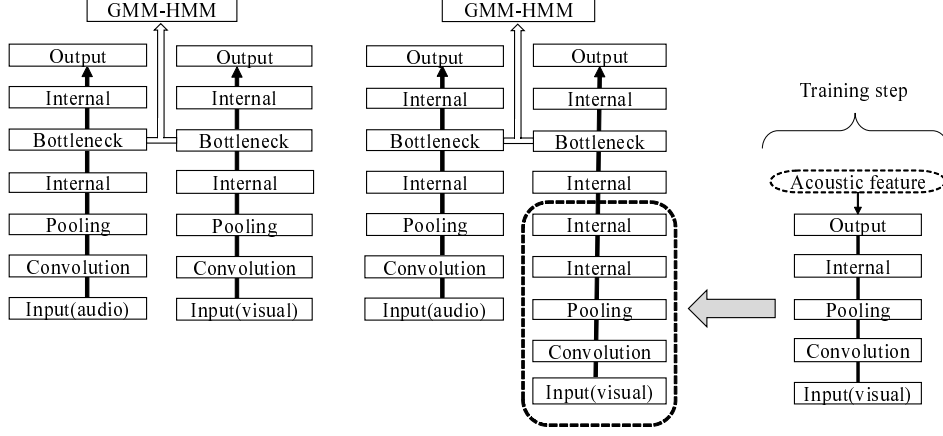 GMM-HMM
Output
Output
Internal
Internal
Bottleneck
Bottleneck
Internal
Internal
Pooling
Pooling
Convolution
Convolution
Input(audio)
Input(visual)
GMM-HMM
Output
Output
Internal
Internal
Bottleneck
Bottleneck
Internal
Internal
Pooling
Internal
Convolution
Internal
Input(audio)
Pooling
Convolution
Input(visual)
Training step
Acoustic feature
Output
Internal
Pooling
Convolution
Input(visual)